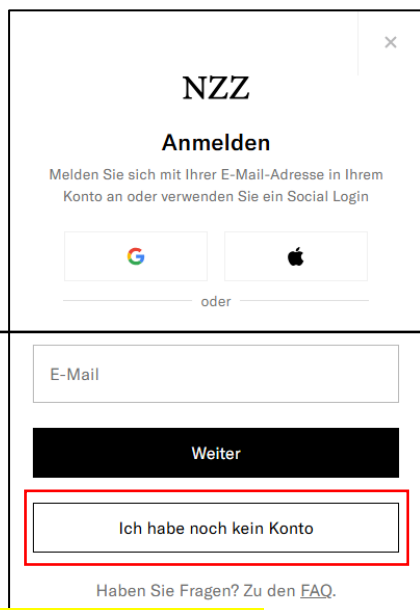 NZZ
Anmelden
Melden Sie sich mit Ihrer E-Mail-Adresse in Ihrem
Konto an oder verwenden Sie ein Social Login
oder
E-Mail
Weiter
Ich habe noch kein Konto
Haben Sie Fragen? Zu den FAQ.